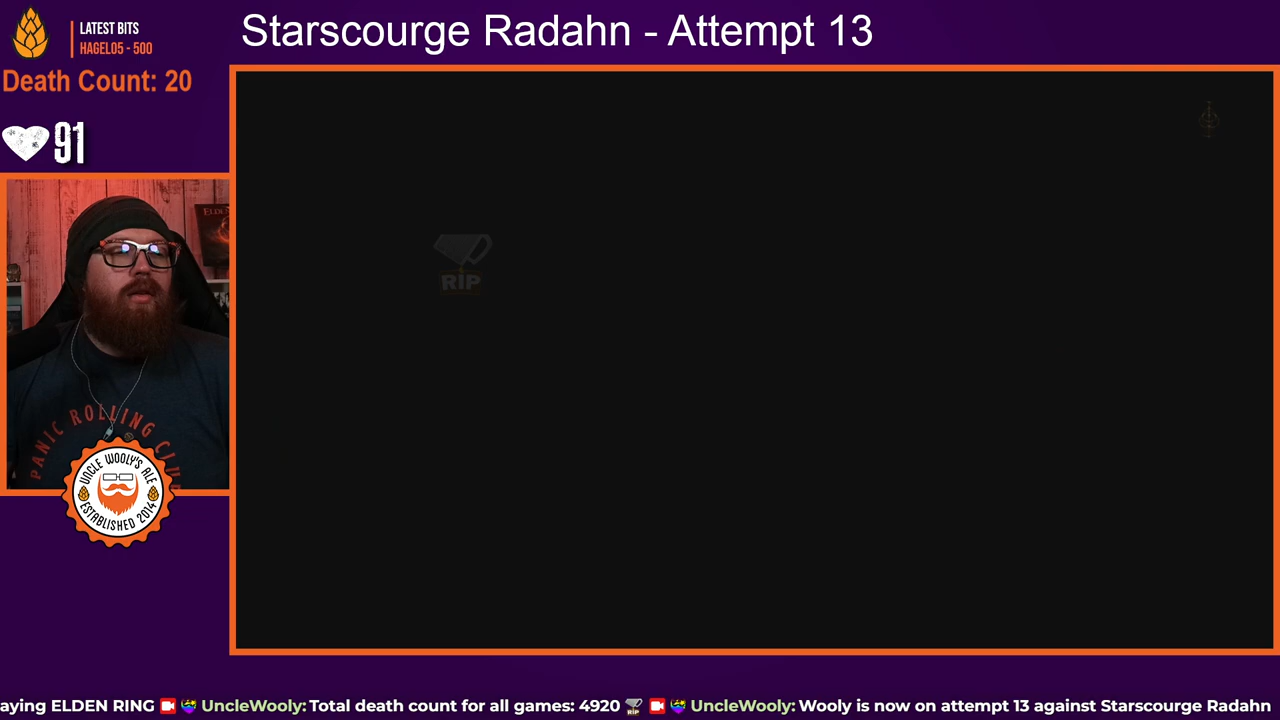 LATEST BITS
HAGEL05 - 500
Starscourge Radahn - Attempt 13
Death Count: 20
91
RIP
PANIC ROLLING CLU
UNCLE WOOLY'S ALE
ESTABLISHED 2014
aying ELDEN RING UncleWooly: Total death count for all games: 4920 UncleWooly: Wooly is now on attempt 13 against Starscourge Radahn